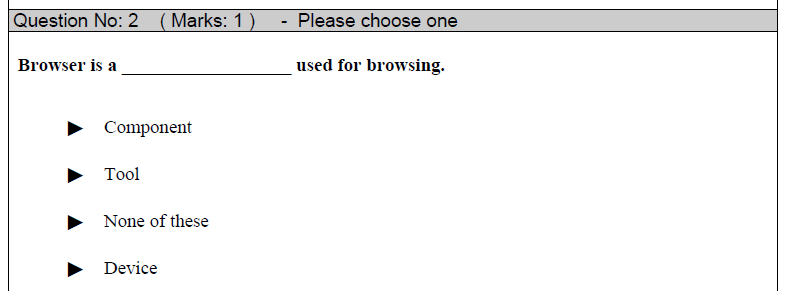 Question No: 2 ( Marks: 1 ) - Please choose one
Browser is a __________________ used for browsing.
► Component
► Tool
► None of these
► Device